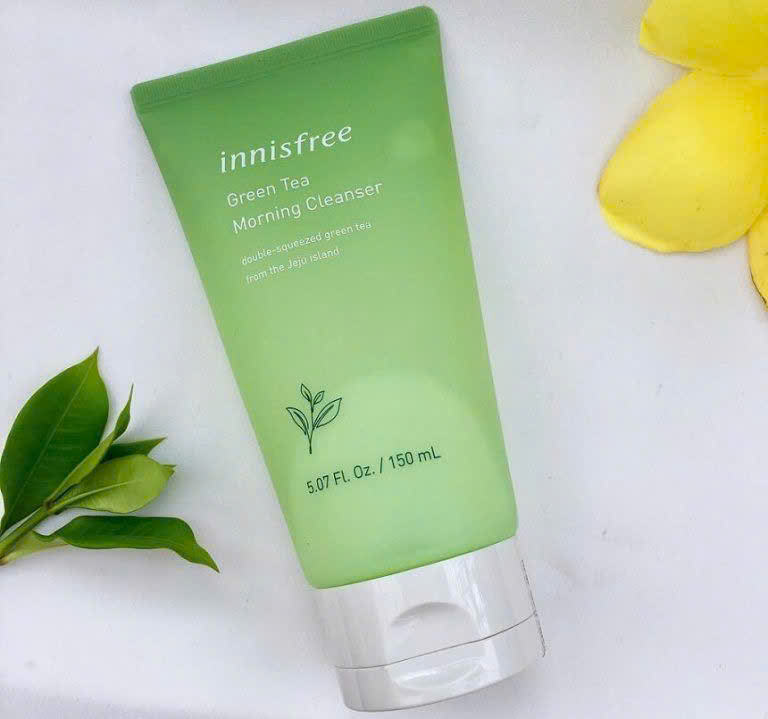 innisfree
Green Tea
Morning Cleanser
double-squeezed green tea
from the Jeju island
5.07 Fl. Oz. / 150 mL